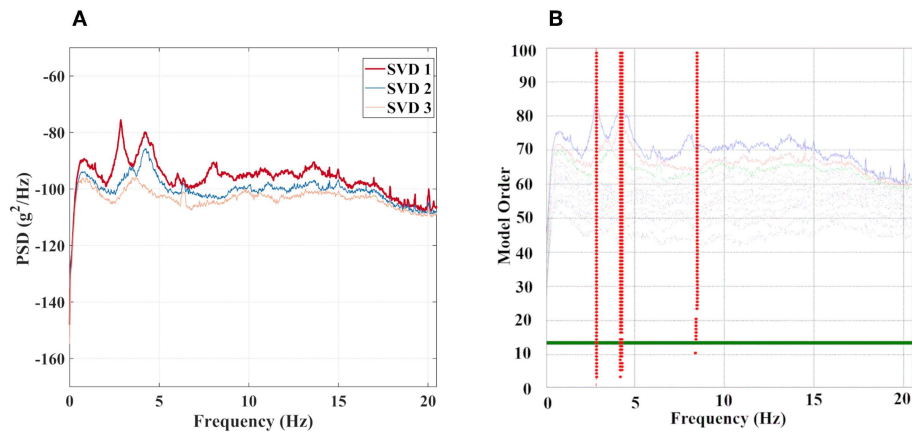 A
-60
-80
-100
-120
-140
-160
PSD (g²/Hz)
SVD 1
SVD 2
SVD 3
0 5 10 15 20
Frequency (Hz)
B
100
90
80
70
60
50
40
30
20
10
0
Model Order
0 5 10 15 20
Frequency (Hz)